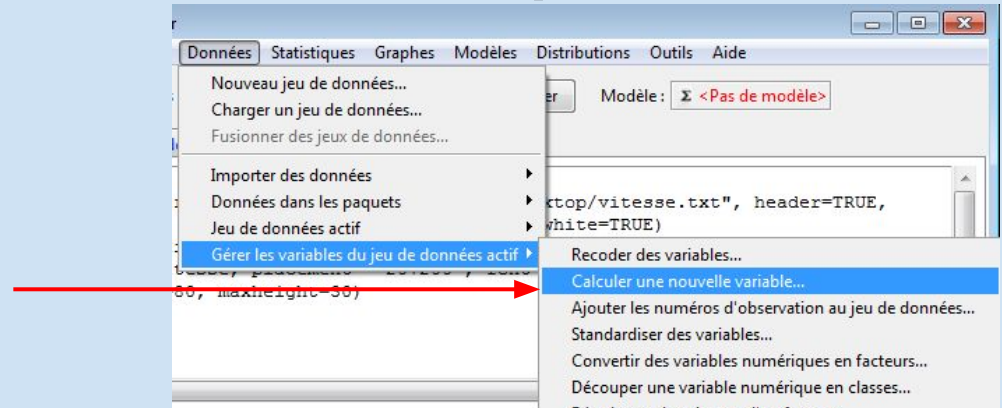 r
Données Statistiques Graphes Modèles Distributions Outils Aide
Nouveau jeu de données...
Charger un jeu de données...
Fusionner des jeux de données...
er Modèle : Σ <Pas de modèle>
Importer des données
Données dans les paquets
Jeu de données actif
Gérer les variables du jeu de données actif
ktop/vitesse.txt", header=TRUE,
white=TRUE)
80, maxheight=30)
Recoder des variables...
Calculer une nouvelle variable...
Ajouter les numéros d'observation au jeu de données...
Standardiser des variables...
Convertir des variables numériques en facteurs...
Découper une variable numérique en classes...